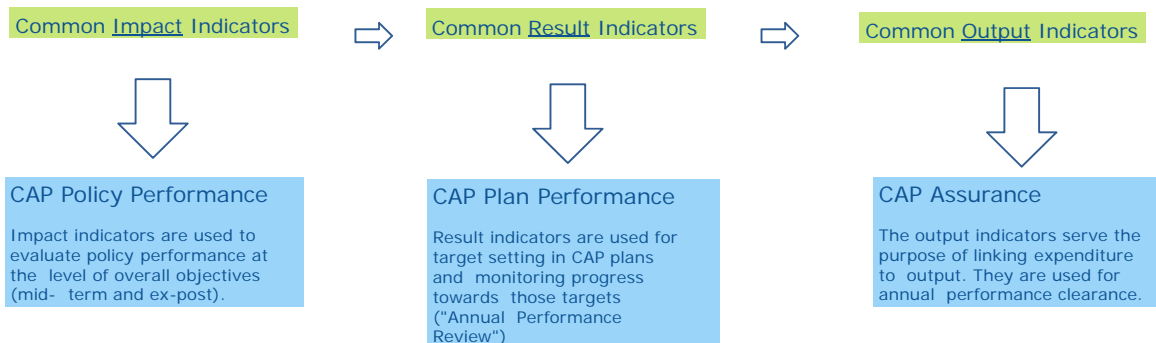 Common Impact Indicators
Common Result Indicators
Common Output Indicators
CAP Policy Performance
Impact indicators are used to
evaluate policy performance at
the level of overall objectives
(mid- term and ex-post).
CAP Plan Performance
Result indicators are used for
target setting in CAP plans
and monitoring progress
towards those targets
("Annual Performance
Review")
CAP Assurance
The output indicators serve the
purpose of linking expenditure
to output. They are used for
annual performance clearance.